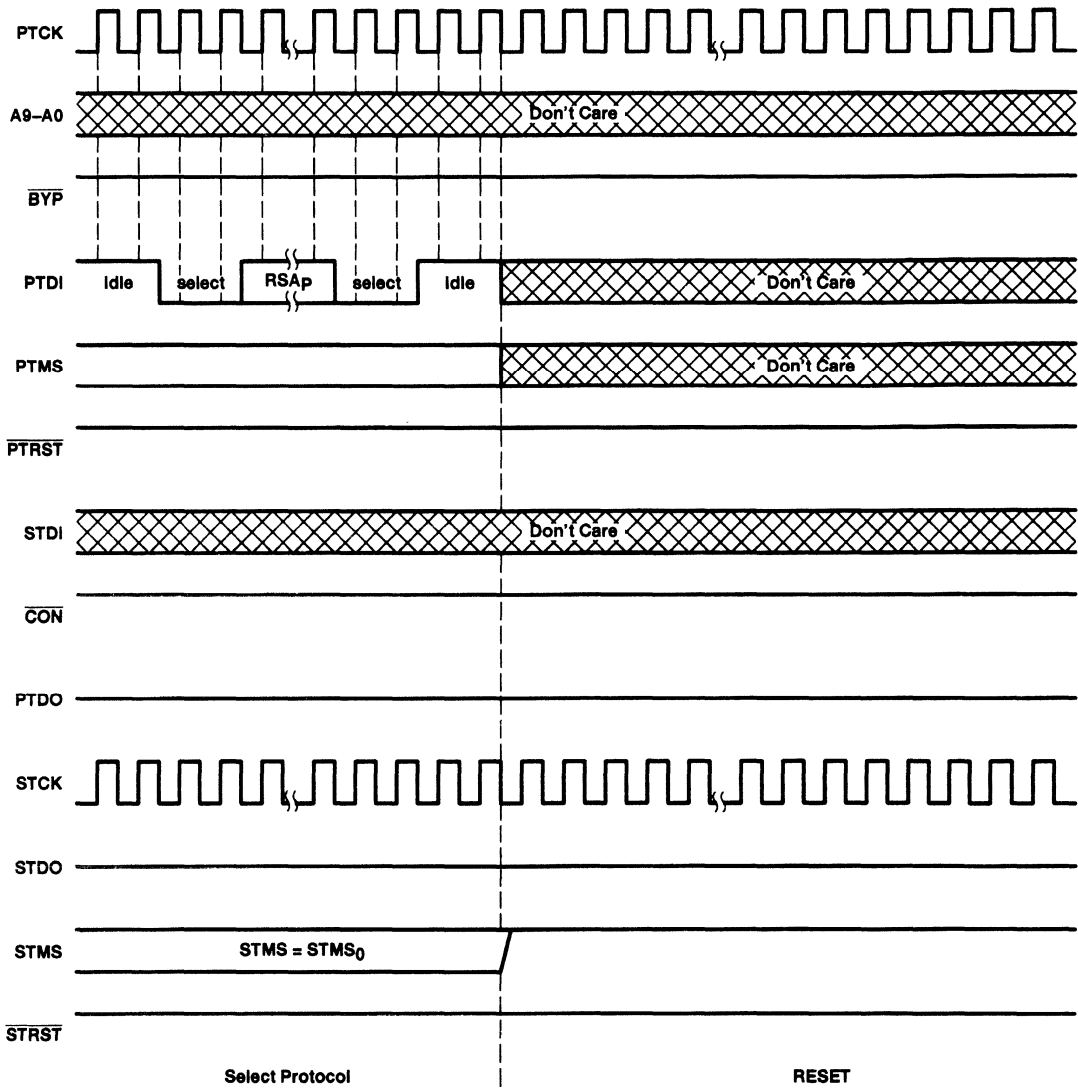 PTCK
A9–A0
Don't Care
BYP
PTDI
Idle
select
RSAP
select
Idle
Don't Care
PTMS
Don't Care
PTRST
STDI
Don't Care
CON
PTDO
STCK
STDO
STMS
STMS = STMS0
STRST
Select Protocol
RESET